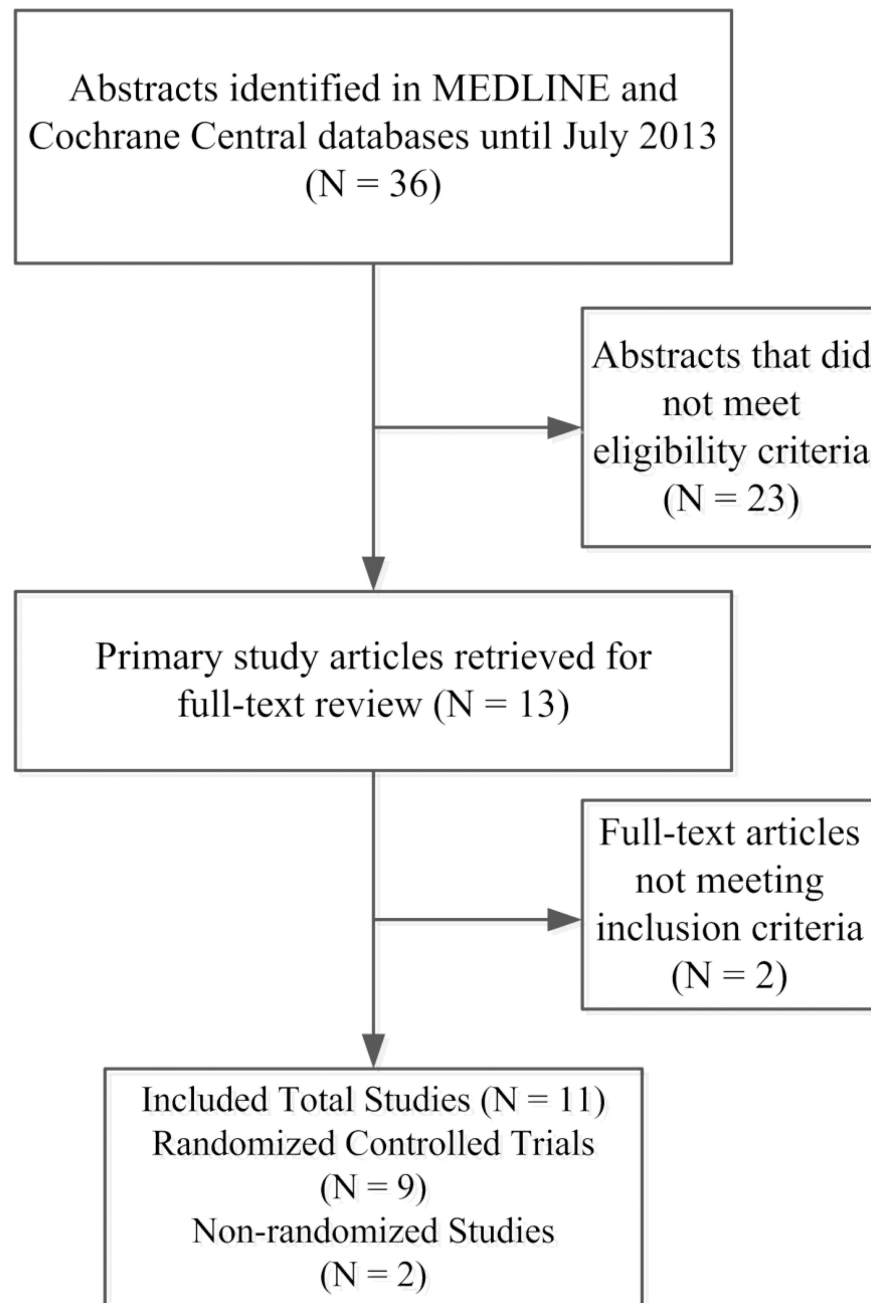 Abstracts identified in MEDLINE and
Cochrane Central databases until July 2013
(N = 36)
Abstracts that did
not meet
eligibility criteria
(N = 23)
Primary study articles retrieved for
full-text review (N = 13)
Full-text articles
not meeting
inclusion criteria
(N = 2)
Included Total Studies (N = 11)
Randomized Controlled Trials
(N = 9)
Non-randomized Studies
(N = 2)